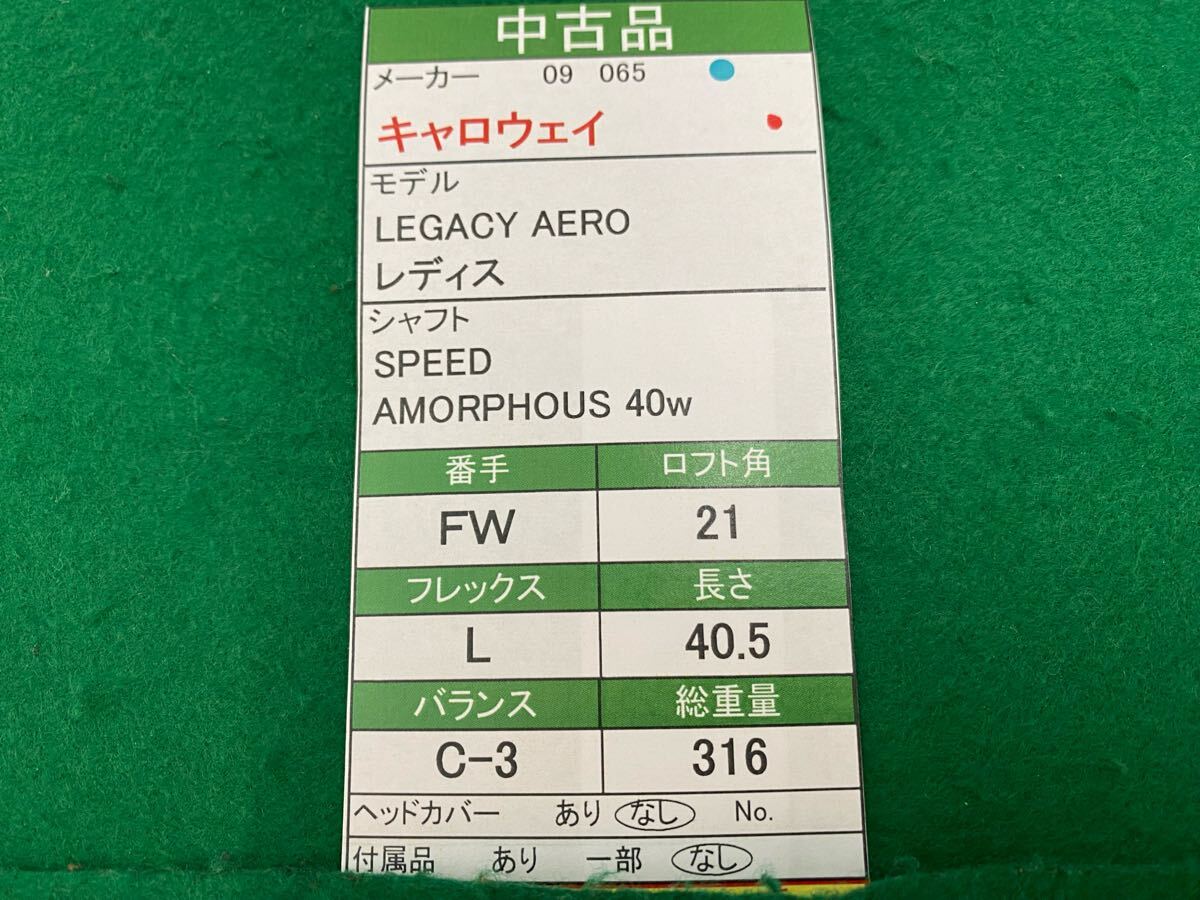 中古品
メーカー 09 065
キャロウェイ
モデル
LEGACY AERO
レディス
シャフト
SPEED
AMORPHOUS 40w
番手 ロフト角
FW 21
フレックス 長さ
L 40.5
バランス 総重量
C-3 316
ヘッドカバー あり なし No.
付属品 あり 一部 なし